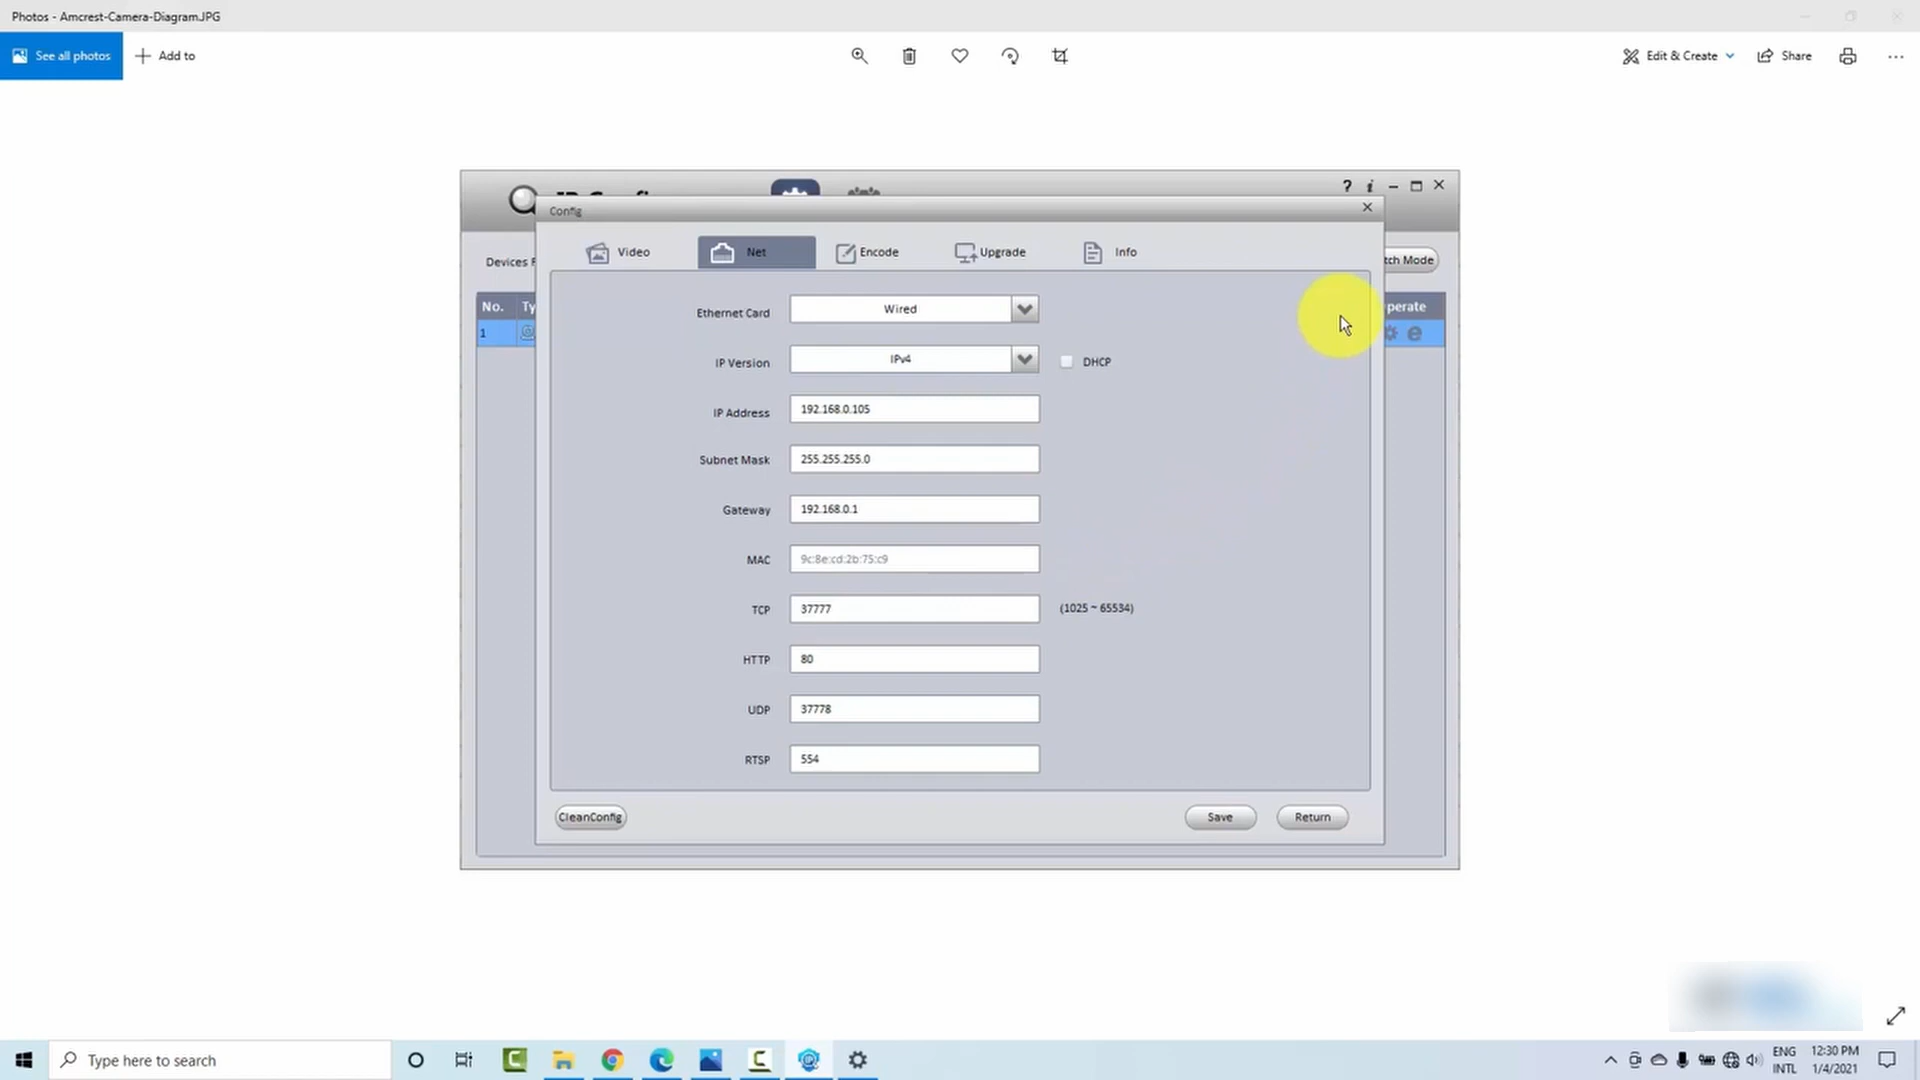 Photos - Amcrest-Camera-Diagram.JPG
See all photos
Add to
Edit & Create
Share
Config
Video
Net
Encode
Upgrade
Info
Devices
tch Mode
No.
Ty
perate
1
Ethernet Card
Wired
IP Version
IPv4
DHCP
IP Address
192.168.0.105
Subnet Mask
255.255.255.0
Gateway
192.168.0.1
MAC
9c:8e:cd:2b:75:c9
TCP
37777
(1025 ~ 65534)
HTTP
80
UDP
37778
RTSP
554
CleanConfig
Save
Return
Type here to search
ENG
INTL
12:30 PM
1/4/2021